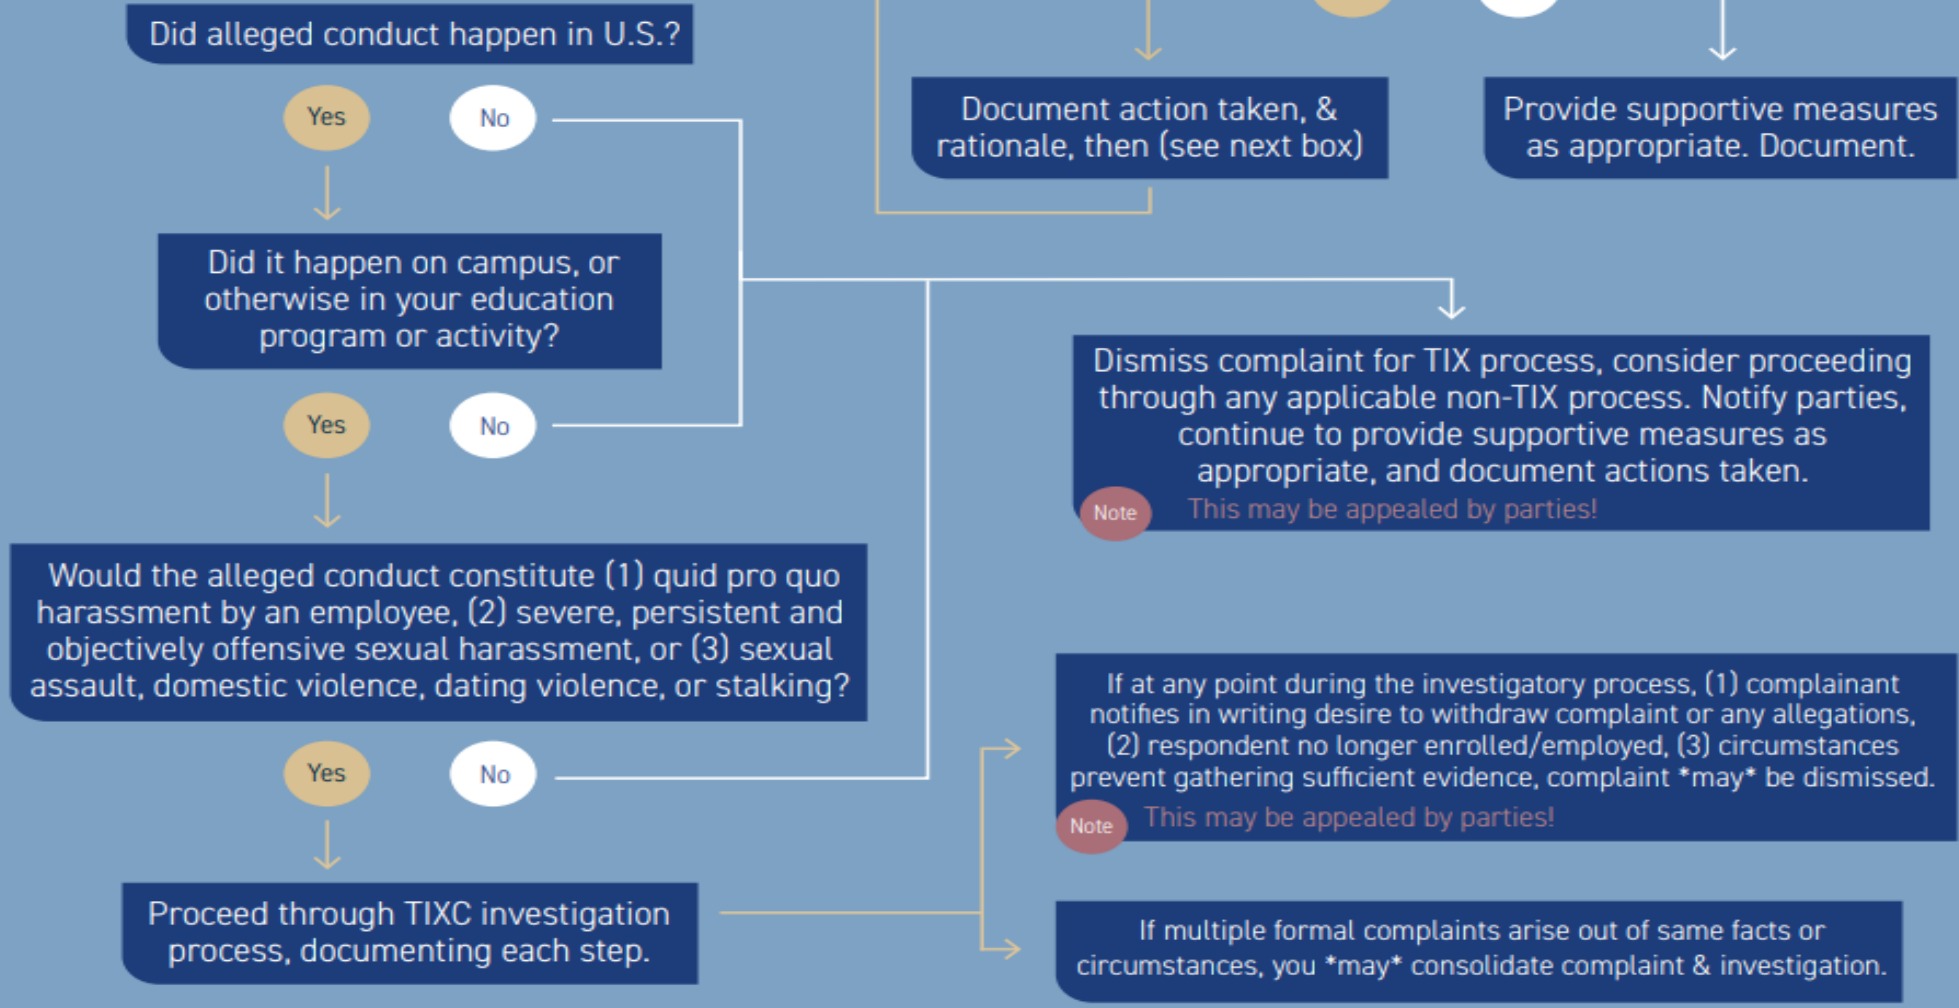 Did alleged conduct happen in U.S.?
Yes
No
Document action taken, &
rationale, then (see next box)
Provide supportive measures
as appropriate. Document.
Did it happen on campus, or
otherwise in your education
program or activity?
Yes
No
Dismiss complaint for TIX process, consider proceeding
through any applicable non-TIX process. Notify parties,
continue to provide supportive measures as
appropriate, and document actions taken.
Note
This may be appealed by parties!
Would the alleged conduct constitute (1) quid pro quo
harassment by an employee, (2) severe, persistent and
objectively offensive sexual harassment, or (3) sexual
assault, domestic violence, dating violence, or stalking?
Yes
No
If at any point during the investigatory process, (1) complainant
notifies in writing desire to withdraw complaint or any allegations,
(2) respondent no longer enrolled/employed, (3) circumstances
prevent gathering sufficient evidence, complaint *may* be dismissed.
Note
This may be appealed by parties!
Proceed through TIXC investigation
process, documenting each step.
If multiple formal complaints arise out of same facts or
circumstances, you *may* consolidate complaint & investigation.